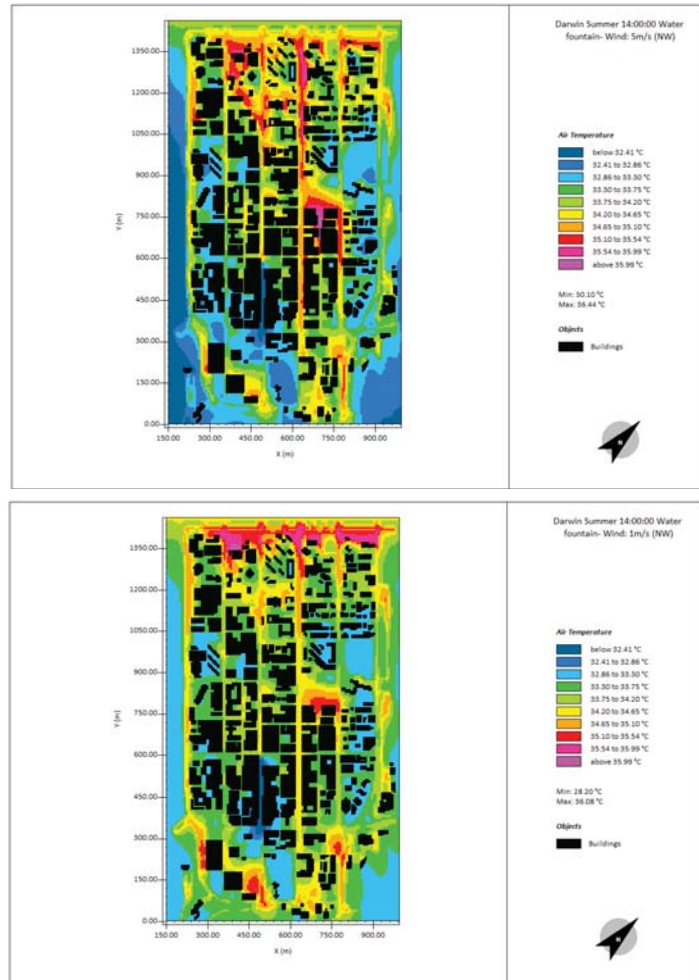 Darwin Summer 14:00:00 Water
fountain- Wind: 5m/s (NW)
Air Temperature
below 32.41 °C
32.41 to 32.86 °C
32.86 to 33.30 °C
33.30 to 33.75 °C
33.75 to 34.20 °C
34.20 to 34.65 °C
34.65 to 35.10 °C
35.10 to 35.54 °C
35.54 to 35.99 °C
above 35.99 °C
Min: 30.10 °C
Max: 36.44 °C
Objects
Buildings
N
Y (m)
1350.00
1200.00
1050.00
900.00
750.00
600.00
450.00
300.00
150.00
0.00
150.00 300.00 450.00 600.00 750.00 900.00
X (m)
Darwin Summer 14:00:00 Water
fountain- Wind: 1m/s (NW)
Air Temperature
below 32.41 °C
32.41 to 32.86 °C
32.86 to 33.30 °C
33.30 to 33.75 °C
33.75 to 34.20 °C
34.20 to 34.65 °C
34.65 to 35.10 °C
35.10 to 35.54 °C
35.54 to 35.99 °C
above 35.99 °C
Min: 28.20 °C
Max: 36.08 °C
Objects
Buildings
N
Y (m)
1350.00
1200.00
1050.00
900.00
750.00
600.00
450.00
300.00
150.00
0.00
150.00 300.00 450.00 600.00 750.00 900.00
X (m)